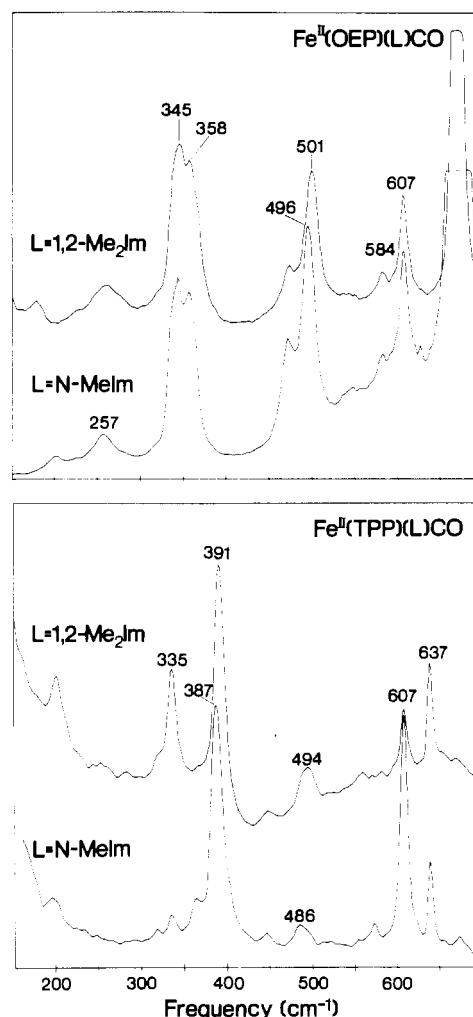 Fe^II(OEP)(L)CO
345
358
501
496
607
584
L=1,2-Me₂Im
L=N-MeIm
257
Fe^II(TPP)(L)CO
391
L=1,2-Me₂Im
335
387
637
607
494
L=N-MeIm
486
200 300 400 500 600
Frequency (cm⁻¹)